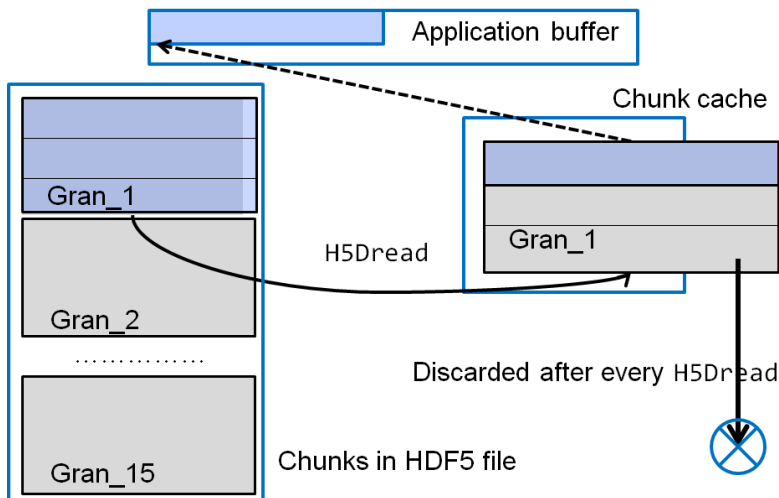 Application buffer
Chunk cache
Gran_1
Gran_1
H5Dread
Gran_2
……………
Discarded after every H5Dread
Gran_15
Chunks in HDF5 file